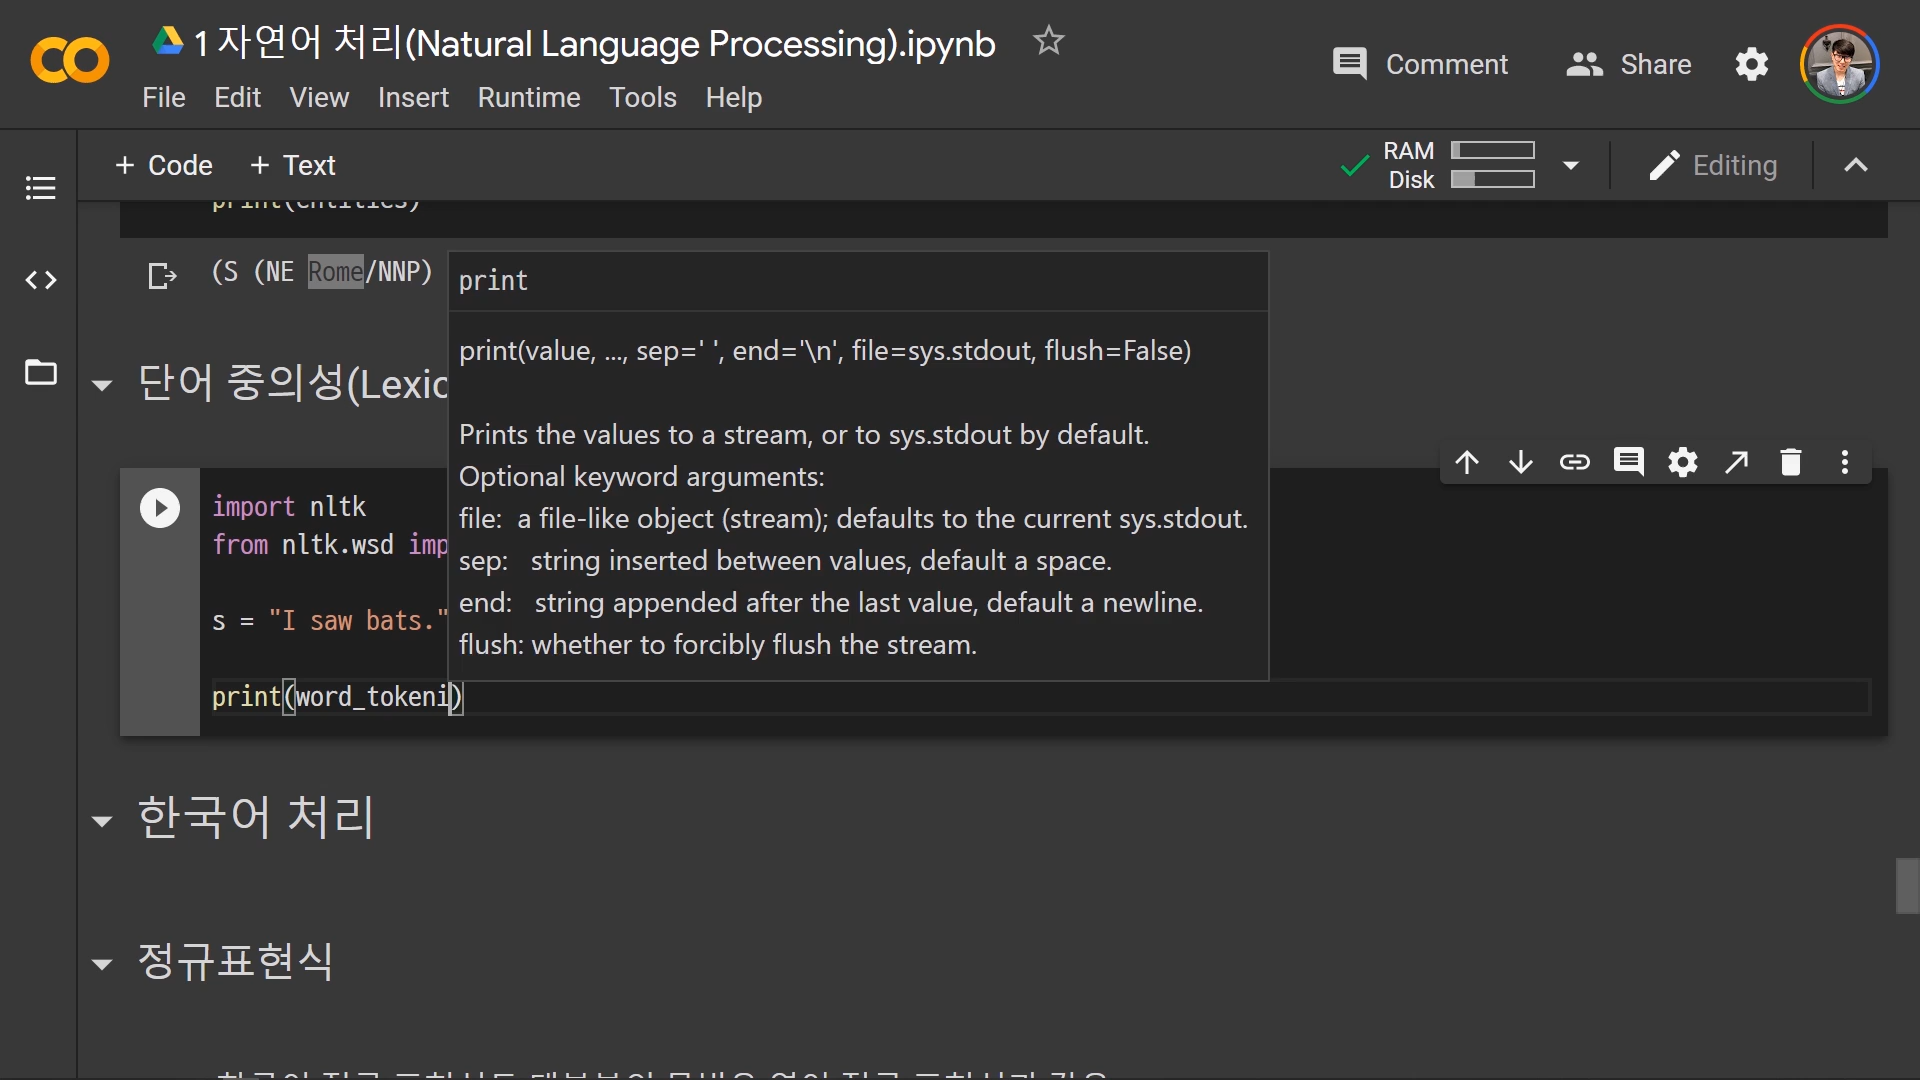 1 자연어 처리(Natural Language Processing).ipynb
Comment
Share
File Edit View Insert Runtime Tools Help
+ Code + Text
RAM
Disk
Editing
print(entities)
(S (NE Rome/NNP)
print
print(value, ..., sep=' ', end='\n', file=sys.stdout, flush=False)
단어 중의성(Lexic
Prints the values to a stream, or to sys.stdout by default.
Optional keyword arguments:
file: a file-like object (stream); defaults to the current sys.stdout.
sep: string inserted between values, default a space.
end: string appended after the last value, default a newline.
flush: whether to forcibly flush the stream.
import nltk
from nltk.wsd imp
s = "I saw bats."
print(word_tokeni)
한국어 처리
정규표현식